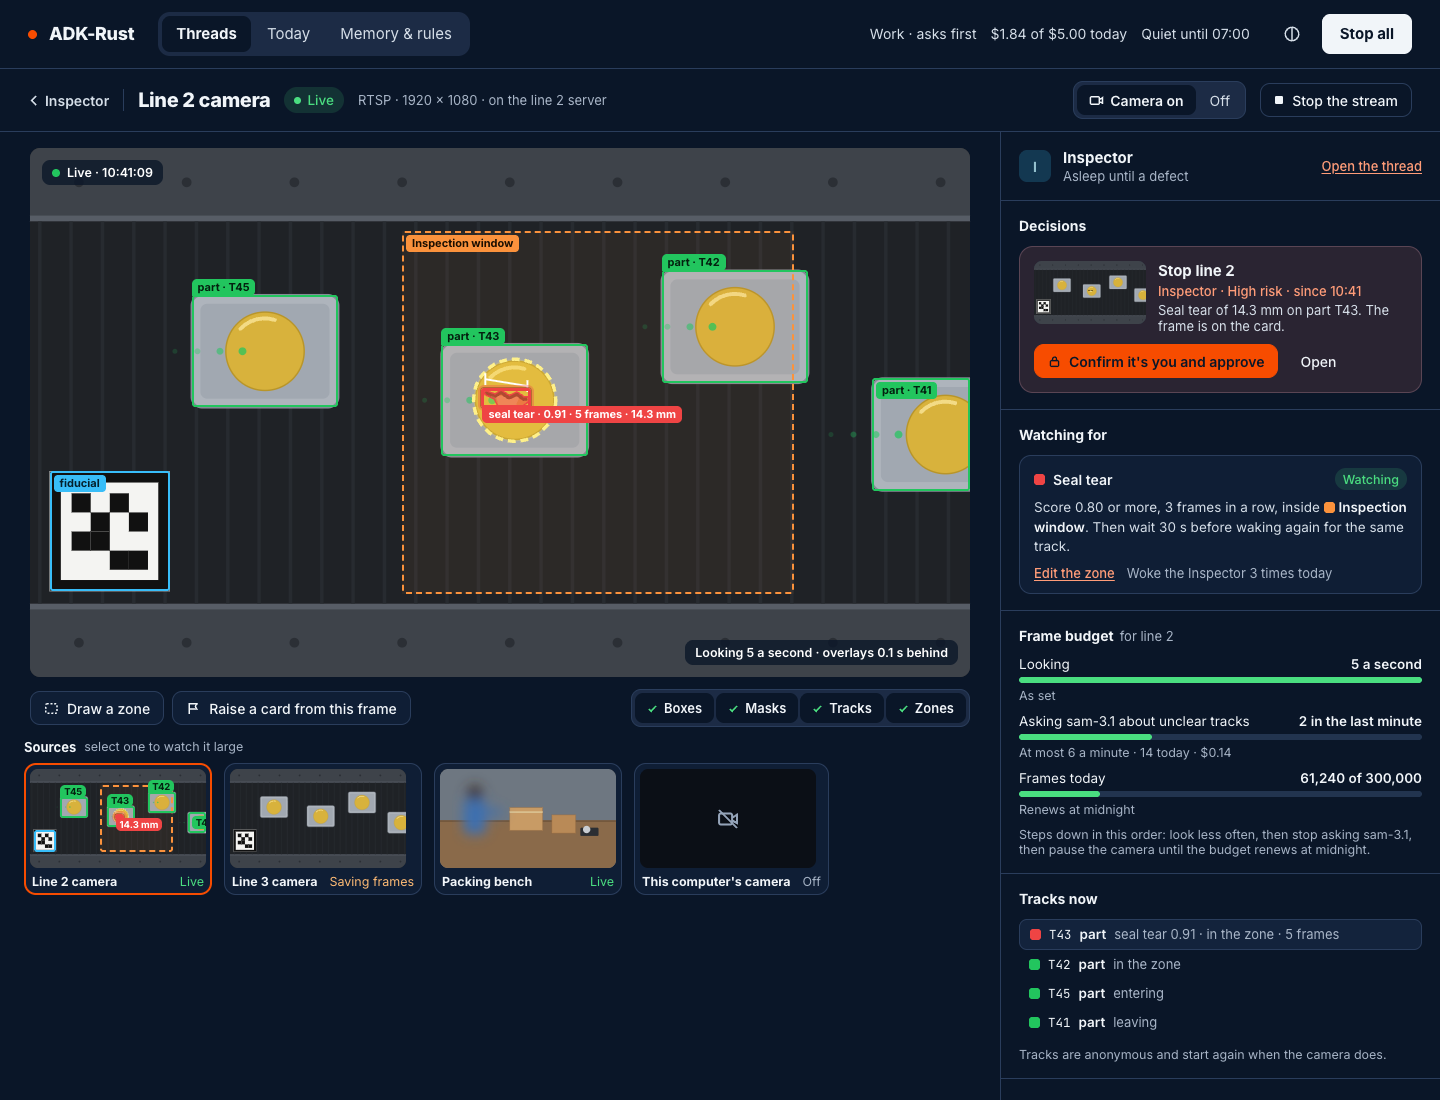 ADK-Rust
Threads
Today
Memory & rules
Work · asks first
$1.84 of $5.00 today
Quiet until 07:00
Stop all
Inspector
Line 2 camera
Live
RTSP · 1920 × 1080 · on the line 2 server
Camera on
Off
Stop the stream
Live · 10:41:09
Inspection window
part · T42
part · T45
part · T43
part · T41
seal tear · 0.91 · 5 frames · 14.3 mm
fiducial
Looking 5 a second · overlays 0.1 s behind
Draw a zone
Raise a card from this frame
Boxes
Masks
Tracks
Zones
Sources
select one to watch it large
T45
T43
T42
T4
14.3 mm
Line 2 camera
Live
Line 3 camera
Saving frames
Packing bench
Live
This computer's camera
Off
I
Inspector
Asleep until a defect
Open the thread
Decisions
Stop line 2
Inspector · High risk · since 10:41
Seal tear of 14.3 mm on part T43. The
frame is on the card.
Confirm it's you and approve
Open
Watching for
Seal tear
Watching
Score 0.80 or more, 3 frames in a row, inside Inspection
window. Then wait 30 s before waking again for the same
track.
Edit the zone
Woke the Inspector 3 times today
Frame budget for line 2
Looking
5 a second
As set
Asking sam-3.1 about unclear tracks
2 in the last minute
At most 6 a minute · 14 today · $0.14
Frames today
61,240 of 300,000
Renews at midnight
Steps down in this order: look less often, then stop asking sam-3.1,
then pause the camera until the budget renews at midnight.
Tracks now
T43 part seal tear 0.91 · in the zone · 5 frames
T42 part in the zone
T45 part entering
T41 part leaving
Tracks are anonymous and start again when the camera does.